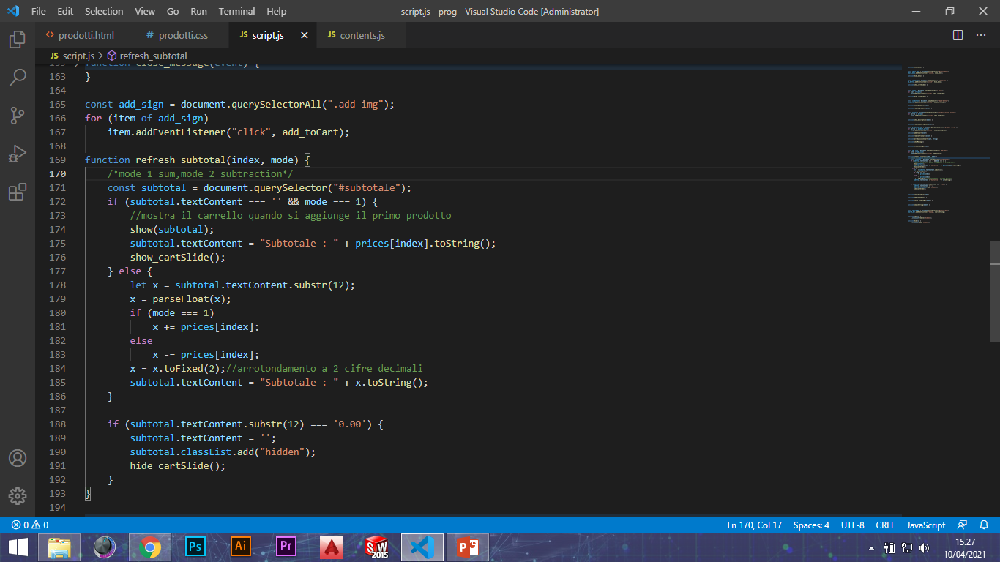 File Edit Selection View Go Run Terminal Help script.js - prog - Visual Studio Code [Administrator]
<> prodotti.html # prodotti.css JS script.js × JS contents.js ···
JS script.js > refresh_subtotal
function close_message(event) {
163 }
164
165 const add_sign = document.querySelectorAll(".add-img");
166 for (item of add_sign)
167 item.addEventListener("click", add_toCart);
168
169 function refresh_subtotal(index, mode) {
170 /*mode 1 sum,mode 2 subtraction*/
171 const subtotal = document.querySelector("#subtotale");
172 if (subtotal.textContent === '' && mode === 1) {
173 //mostra il carrello quando si aggiunge il primo prodotto
174 show(subtotal);
175 subtotal.textContent = "Subtotale : " + prices[index].toString();
176 show_cartSlide();
177 } else {
178 let x = subtotal.textContent.substr(12);
179 x = parseFloat(x);
180 if (mode === 1)
181 x += prices[index];
182 else
183 x -= prices[index];
184 x = x.toFixed(2);//arrotondamento a 2 cifre decimali
185 subtotal.textContent = "Subtotale : " + x.toString();
186 }
187
188 if (subtotal.textContent.substr(12) === '0.00') {
189 subtotal.textContent = '';
190 subtotal.classList.add("hidden");
191 hide_cartSlide();
192 }
193 }
194
0 0 Ln 170, Col 17 Spaces: 4 UTF-8 CRLF JavaScript
Ps Ai Pr SW 2015 P
15.27
10/04/2021